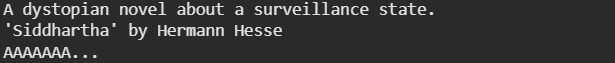 A dystopian novel about a surveillance state.
'Siddhartha' by Hermann Hesse
AAAAAAA...